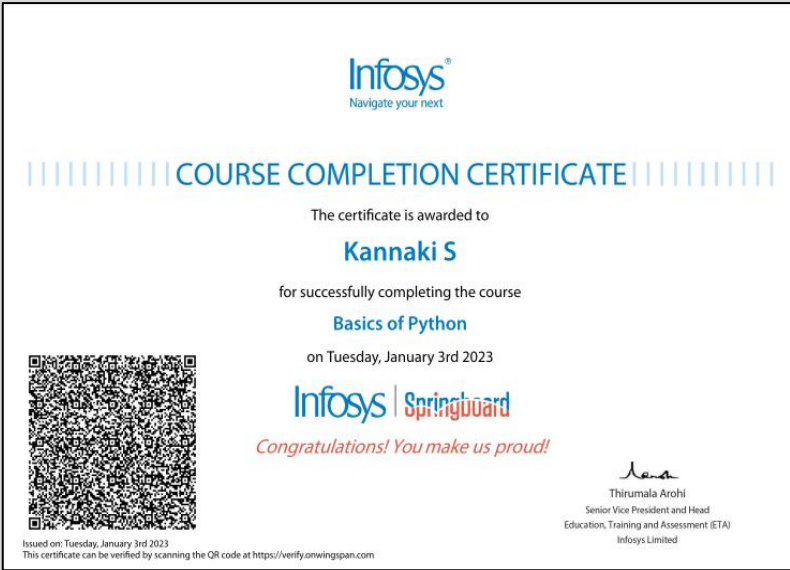 Infosys®
Navigate your next
COURSE COMPLETION CERTIFICATE
The certificate is awarded to
Kannaki S
for successfully completing the course
Basics of Python
on Tuesday, January 3rd 2023
Infosys | Springboard
Congratulations! You make us proud!
Thirumala Arohi
Senior Vice President and Head
Education, Training and Assessment (ETA)
Infosys Limited
Issued on: Tuesday, January 3rd 2023
This certificate can be verified by scanning the QR code at https://verify.onwingspan.com